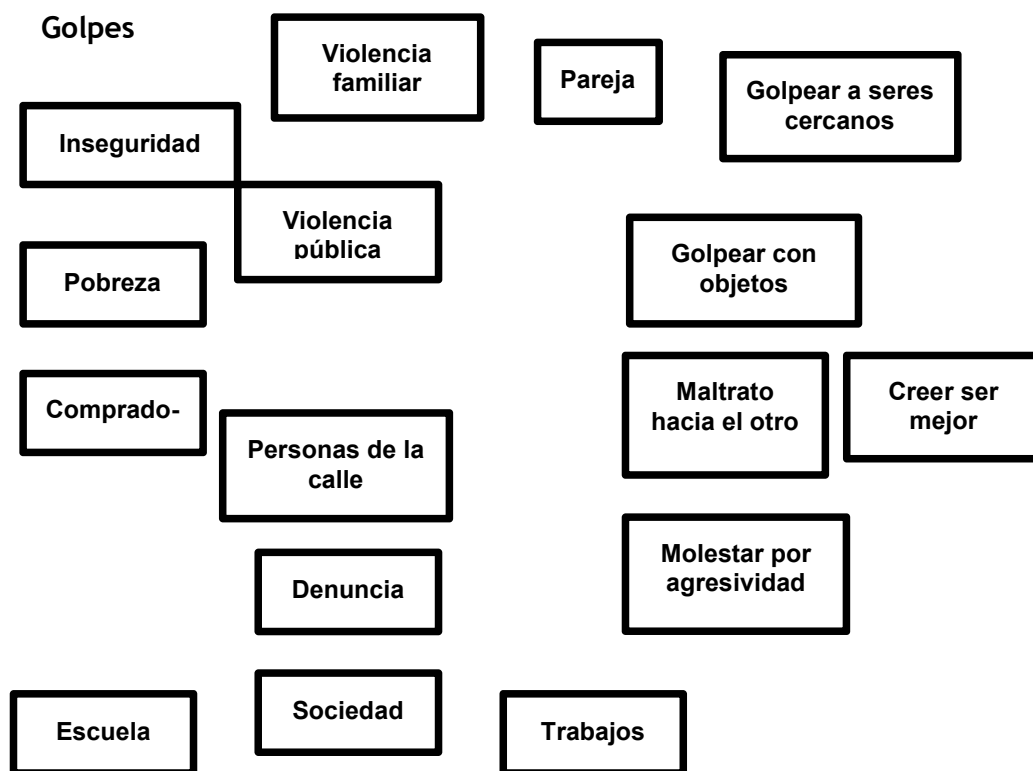 Golpes
Violencia
familiar
Pareja
Golpear a seres
cercanos
Inseguridad
Violencia
pública
Golpear con
objetos
Pobreza
Maltrato
hacia el otro
Creer ser
mejor
Comprado-
Personas de la
calle
Molestar por
agresividad
Denuncia
Sociedad
Escuela
Trabajos